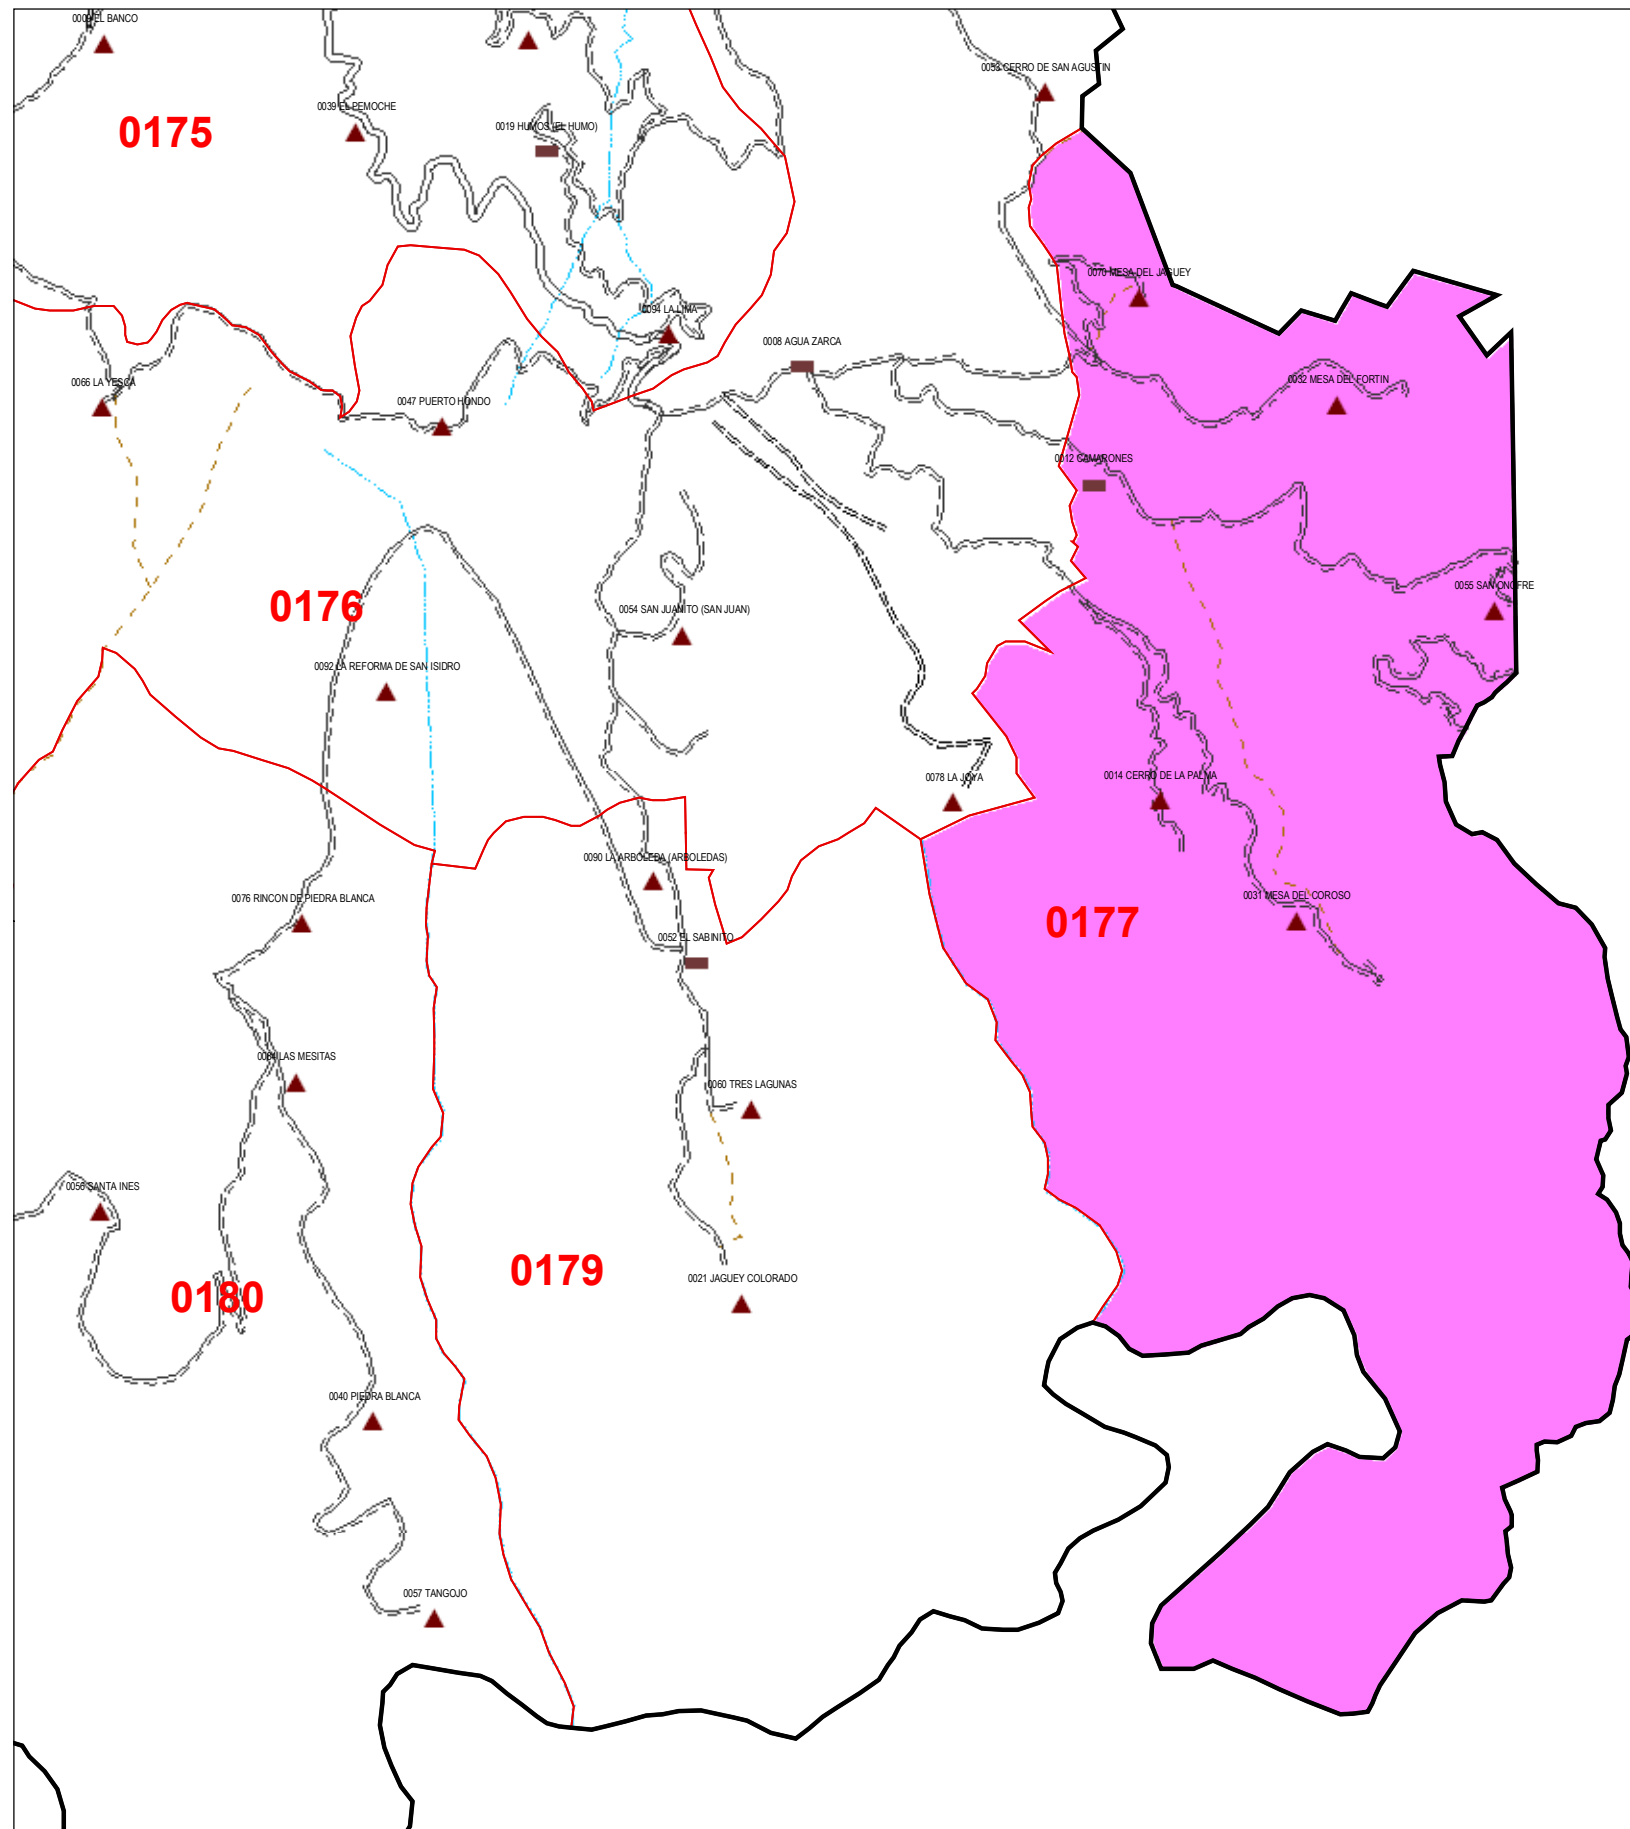 0009 EL BANCO
0053 CERRO DE SAN AGUSTIN
0039 EL PEMOCHE
0019 HUMOS (EL HUMO)
0175
0070 MESA DEL JAGUEY
0094 LA LIMA
0008 AGUA ZARCA
0066 LA YESCA
0032 MESA DEL FORTIN
0047 PUERTO HONDO
0012 CAMARONES
0055 SAN ONOFRE
0176
0054 SAN JUANITO (SAN JUAN)
0092 LA REFORMA DE SAN ISIDRO
0078 LA JOYA
0014 CERRO DE LA PALMA
0090 LA ARBOLEDA (ARBOLEDAS)
0076 RINCON DE PIEDRA BLANCA
0031 MESA DEL COROSO
0177
0052 EL SABINITO
0084 LAS MESITAS
0060 TRES LAGUNAS
0056 SANTA INES
0179
0021 JAGUEY COLORADO
0180
0040 PIEDRA BLANCA
0057 TANGOJO